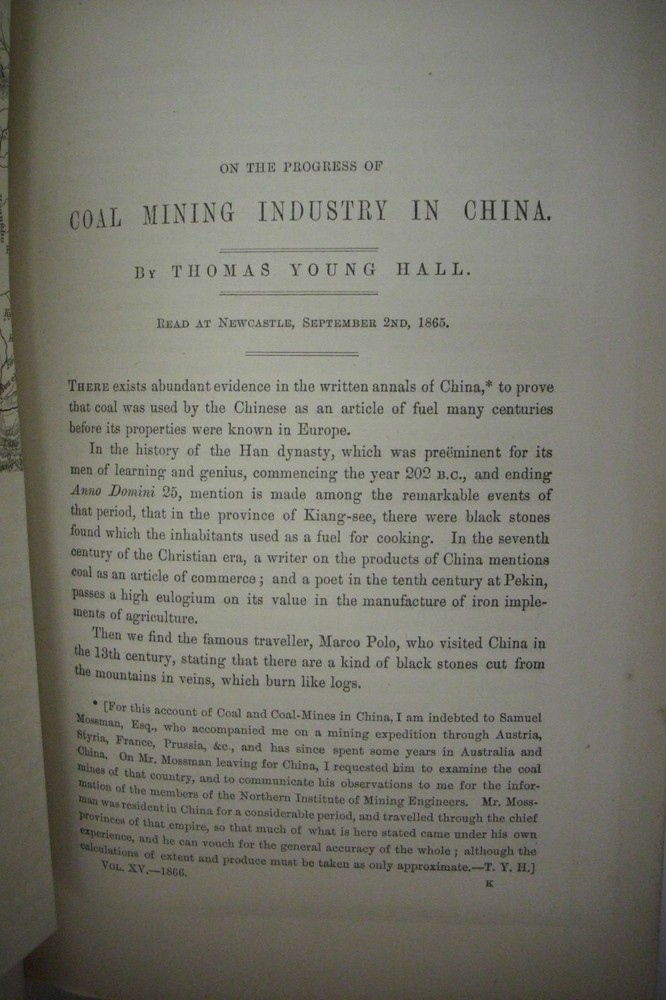 ON THE PROGRESS OF
COAL MINING INDUSTRY IN CHINA.
BY THOMAS YOUNG HALL.
READ AT NEWCASTLE, SEPTEMBER 2ND, 1865.
THERE exists abundant evidence in the written annals of China,* to prove
that coal was used by the Chinese as an article of fuel many centuries
before its properties were known in Europe.
In the history of the Han dynasty, which was preëminent for its
men of learning and genius, commencing the year 202 B.C., and ending
Anno Domini 25, mention is made among the remarkable events of
that period, that in the province of Kiang-see, there were black stones
found which the inhabitants used as a fuel for cooking. In the seventh
century of the Christian era, a writer on the products of China mentions
coal as an article of commerce; and a poet in the tenth century at Pekin,
passes a high eulogium on its value in the manufacture of iron imple-
ments of agriculture.
Then we find the famous traveller, Marco Polo, who visited China in
the 13th century, stating that there are a kind of black stones cut from
the mountains in veins, which burn like logs.
* [For this account of Coal and Coal-Mines in China, I am indebted to Samuel
Mossman, Esq., who accompanied me on a mining expedition through Austria,
Styria, France, Prussia, &c., and has since spent some years in Australia and
China. On Mr. Mossman leaving for China, I requested him to examine the coal
mines of that country, and to communicate his observations to me for the infor-
mation of the members of the Northern Institute of Mining Engineers. Mr. Moss-
man was resident in China for a considerable period, and travelled through the chief
provinces of that empire, so that much of what is here stated came under his own
experience, and he can vouch for the general accuracy of the whole; although the
calculations of extent and produce must be taken as only approximate.—T. Y. H.]
VOL. XV.—1866.
K